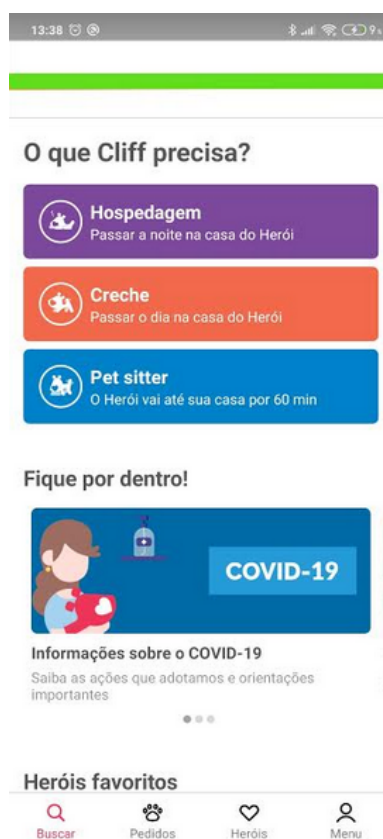 13:38
O que Cliff precisa?
Hospedagem
Passar a noite na casa do Herói
Creche
Passar o dia na casa do Herói
Pet sitter
O Herói vai até sua casa por 60 min
Fique por dentro!
COVID-19
Informações sobre o COVID-19
Saiba as ações que adotamos e orientações
importantes
Heróis favoritos
Buscar Pedidos Heróis Menu